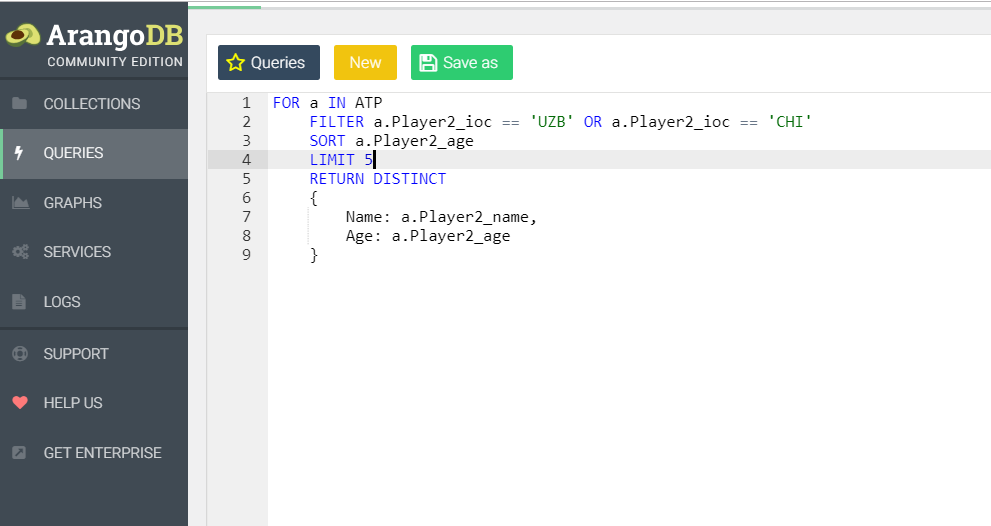 ArangoDB
COMMUNITY EDITION
COLLECTIONS
QUERIES
GRAPHS
SERVICES
LOGS
SUPPORT
HELP US
GET ENTERPRISE
Queries
New
Save as
1 FOR a IN ATP
2 FILTER a.Player2_ioc == 'UZB' OR a.Player2_ioc == 'CHI'
3 SORT a.Player2_age
4 LIMIT 5
5 RETURN DISTINCT
6 {
7 Name: a.Player2_name,
8 Age: a.Player2_age
9 }